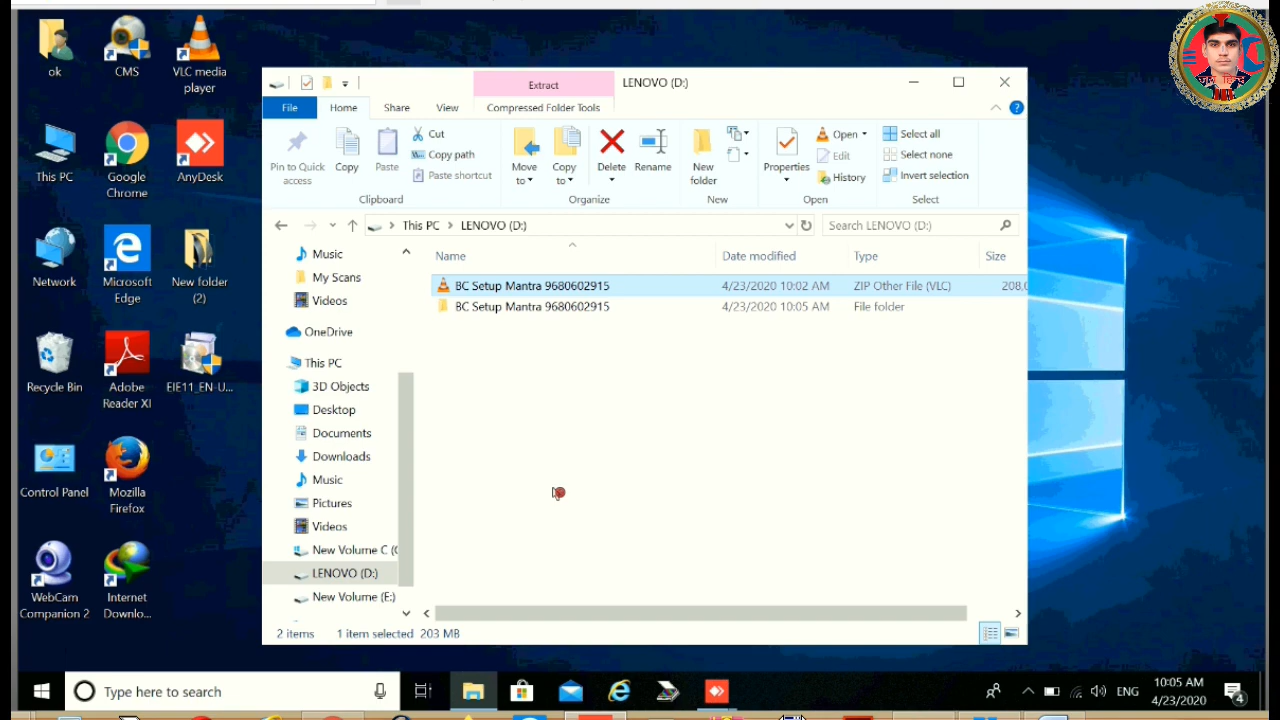 ok
CMS
VLC media
player
This PC
Google
Chrome
AnyDesk
Network
Microsoft
Edge
New folder
(2)
Recycle Bin
Adobe
Reader XI
EIE11_EN-U...
Control Panel
Mozilla
Firefox
WebCam
Companion 2
Internet
Downlo...
Extract
LENOVO (D:)
File
Home
Share
View
Compressed Folder Tools
Pin to Quick
access
Copy
Paste
Cut
Copy path
Paste shortcut
Clipboard
Move
to
Copy
to
Delete
Rename
Organize
New
folder
New
Properties
Open
Edit
History
Open
Select all
Select none
Invert selection
Select
This PC
LENOVO (D:)
Search LENOVO (D:)
Music
My Scans
Videos
OneDrive
This PC
3D Objects
Desktop
Documents
Downloads
Music
Pictures
Videos
New Volume C (C
LENOVO (D:)
New Volume (E:)
Name Date modified Type Size
BC Setup Mantra 9680602915 4/23/2020 10:02 AM ZIP Other File (VLC) 208,0
BC Setup Mantra 9680602915 4/23/2020 10:05 AM File folder
2 items 1 item selected 203 MB
Type here to search
ENG
10:05 AM
4/23/2020
4